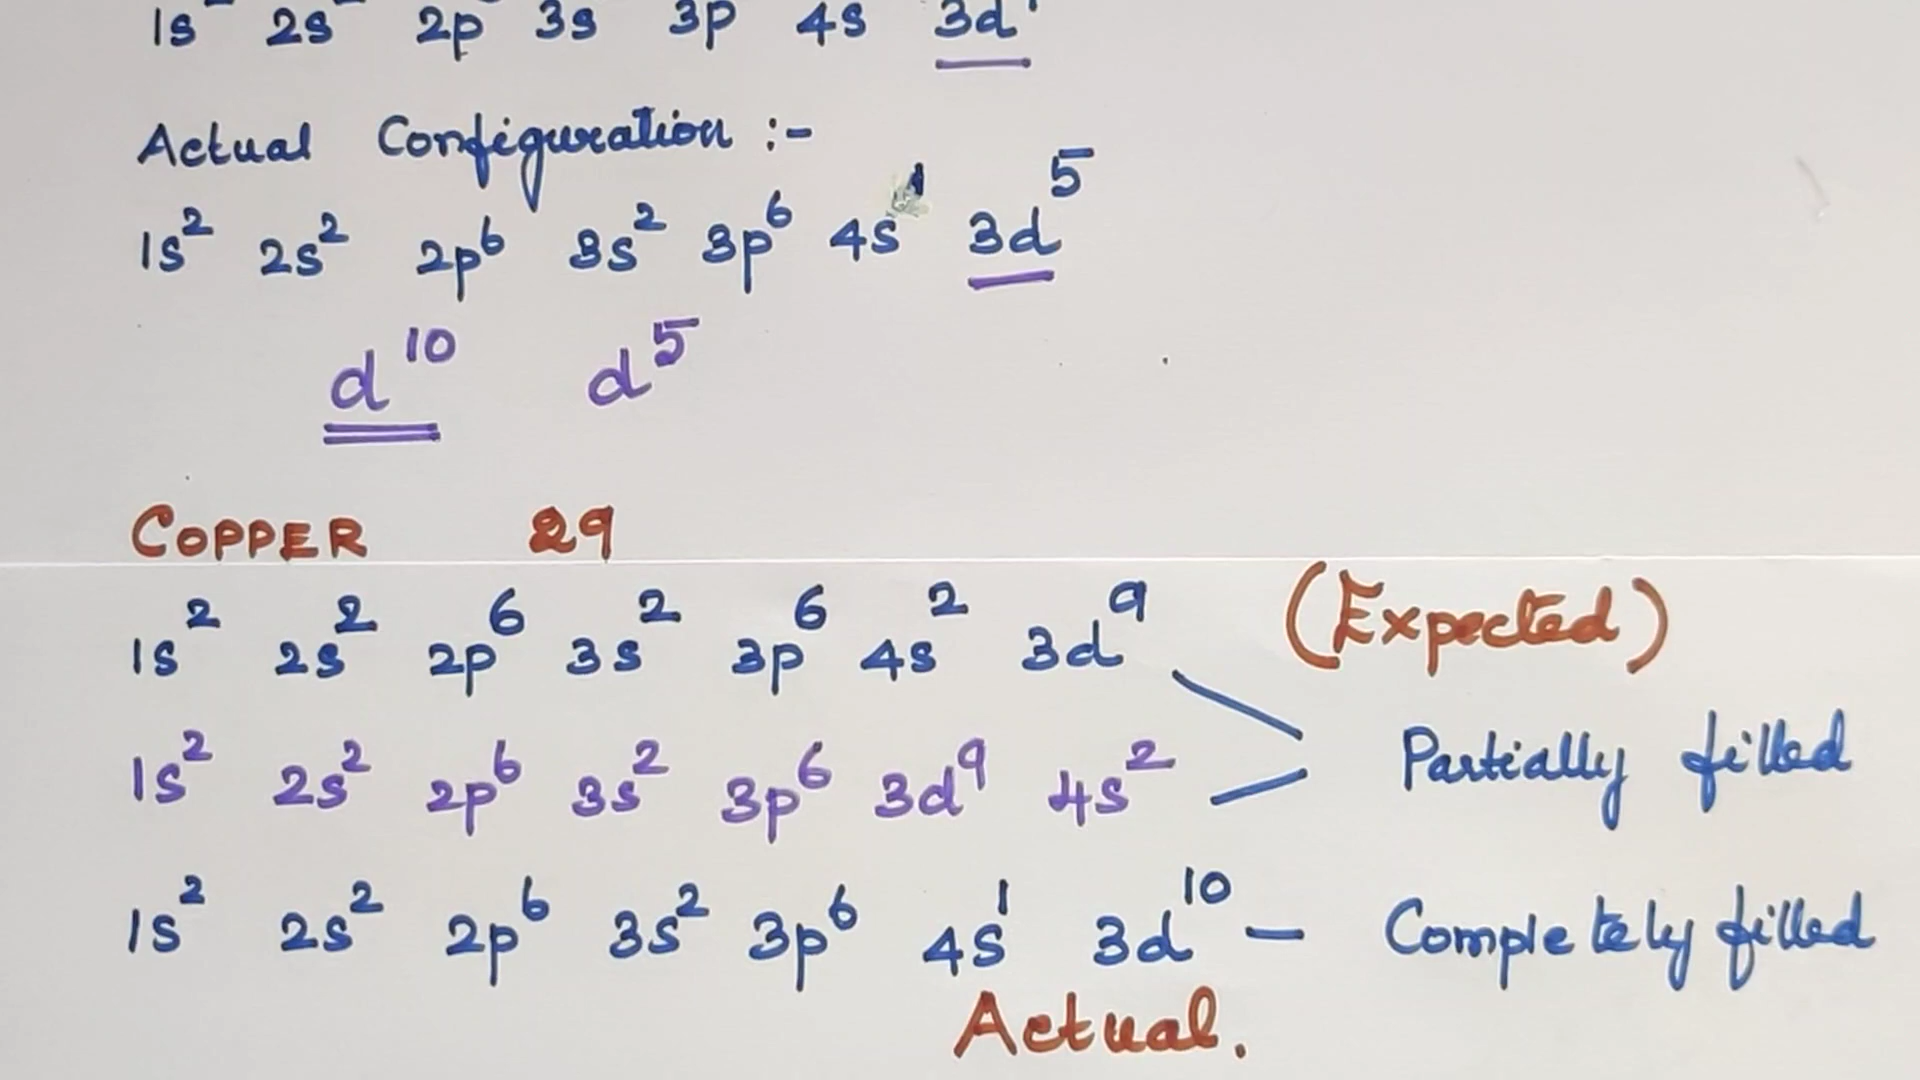 1s 2s 2p 3s 3p 4s 3d
Actual Configuration :-
1s² 2s² 2p⁶ 3s² 3p⁶ 4s¹ 3d⁵
d¹⁰ d⁵
COPPER 29
1s² 2s² 2p⁶ 3s² 3p⁶ 4s² 3d⁹ (Expected)
Partially filled
1s² 2s² 2p⁶ 3s² 3p⁶ 3d⁹ 4s²
1s² 2s² 2p⁶ 3s² 3p⁶ 4s¹ 3d¹⁰ – Completely filled
Actual.